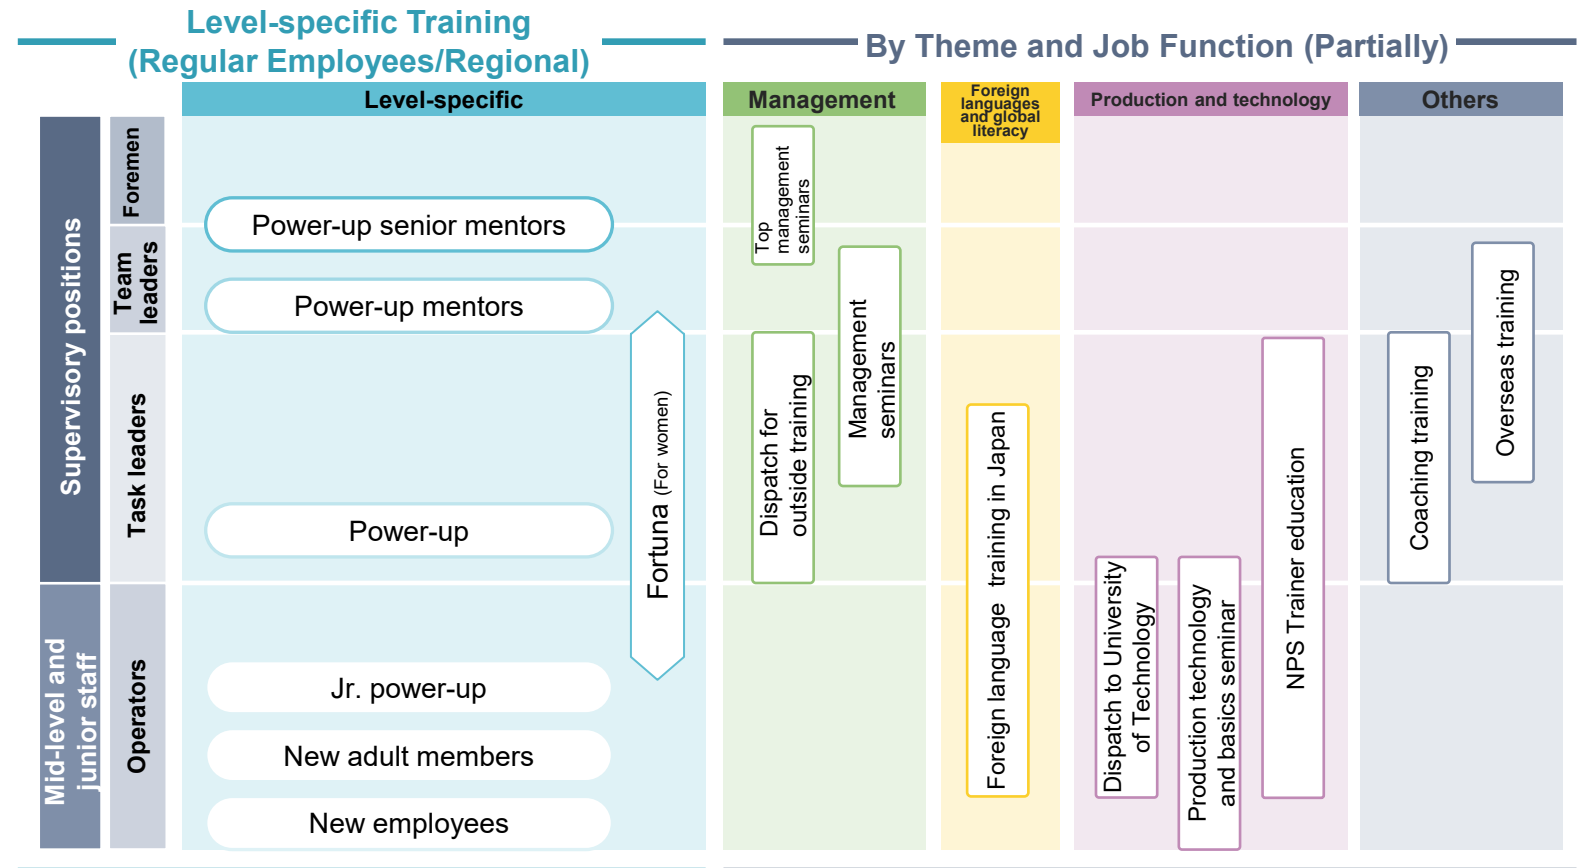 Level-specific Training
(Regular Employees/Regional)
By Theme and Job Function (Partially)
Level-specific
Management
Foreign
languages
and global
literacy
Production and technology
Others
Supervisory positions
Foremen
Team
leaders
Task leaders
Mid-level and
junior staff
Operators
Power-up senior mentors
Power-up mentors
Power-up
Jr. power-up
New adult members
New employees
Fortuna (For women)
Top
management
seminars
Management
seminars
Dispatch for
outside training
Foreign language training in Japan
Dispatch to University
of Technology
Production technology
and basics seminar
NPS Trainer education
Coaching training
Overseas training